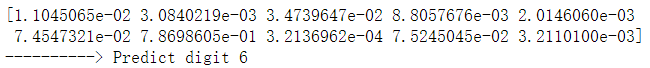 [1.1045065e-02 3.0840219e-03 3.4739647e-02 8.8057676e-03 2.0146060e-03
7.4547321e-02 7.8698605e-01 3.2136962e-04 7.5245045e-02 3.2110100e-03]
----------> Predict digit 6